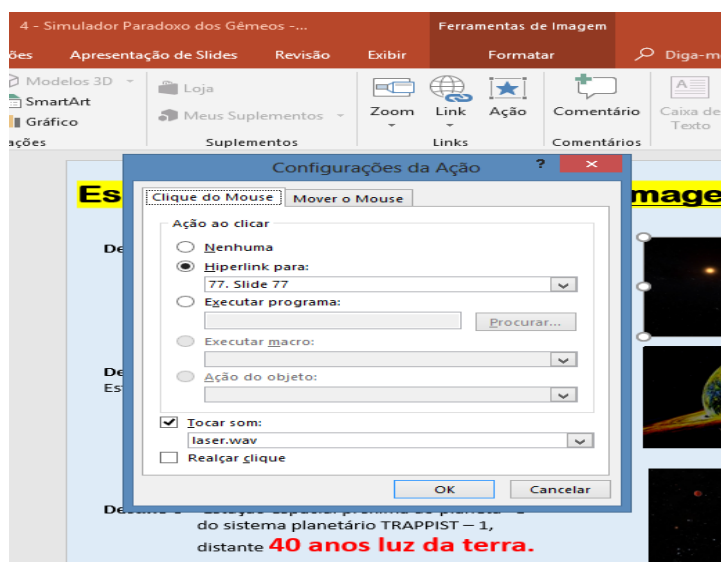 4 - Simulador Paradoxo dos Gêmeos -...
Ferramentas de Imagem
ões Apresentação de Slides Revisão Exibir Formatar Diga-m
Modelos 3D
SmartArt
Gráfico
ações
Loja
Meus Suplementos
Suplementos
Zoom
Link
Ação
Links
Comentário
Comentários
Caixa de
Texto
Es
mage
Configurações da Ação ? ×
Clique do Mouse Mover o Mouse
Ação ao clicar
Nenhuma
Hiperlink para:
77. Slide 77
Executar programa:
Procurar...
Executar macro:
Ação do objeto:
Tocar som:
laser.wav
Realçar clique
OK Cancelar
De
De
Es
do sistema planetário TRAPPIST – 1,
distante 40 anos luz da terra.